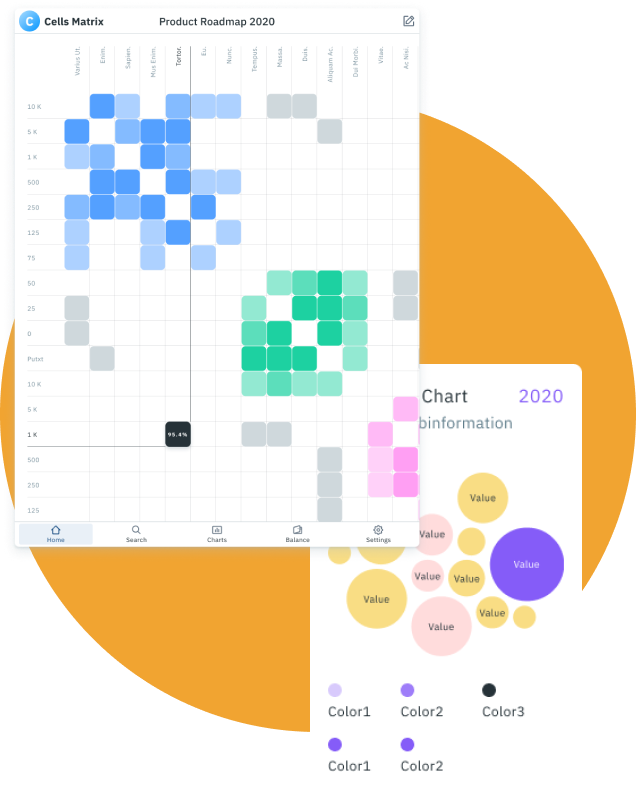 C Cells Matrix
Product Roadmap 2020
Varius Ut.
Enim.
Sapien.
Mus Enim.
Tortor.
Eu.
Nunc.
Tempus.
Massa.
Duis.
Aliquam Ac.
Dui Morbi.
Vitae.
Ac Nisi.
10 K
5 K
1 K
500
250
125
75
50
25
0
Putxt
10 K
5 K
1 K
95.4%
500
250
125
Home
Search
Charts
Balance
Settings
Chart
2020
binformation
Value
Value
Value
Value
Value
Value
Value
Value
Color1
Color2
Color3
Color1
Color2